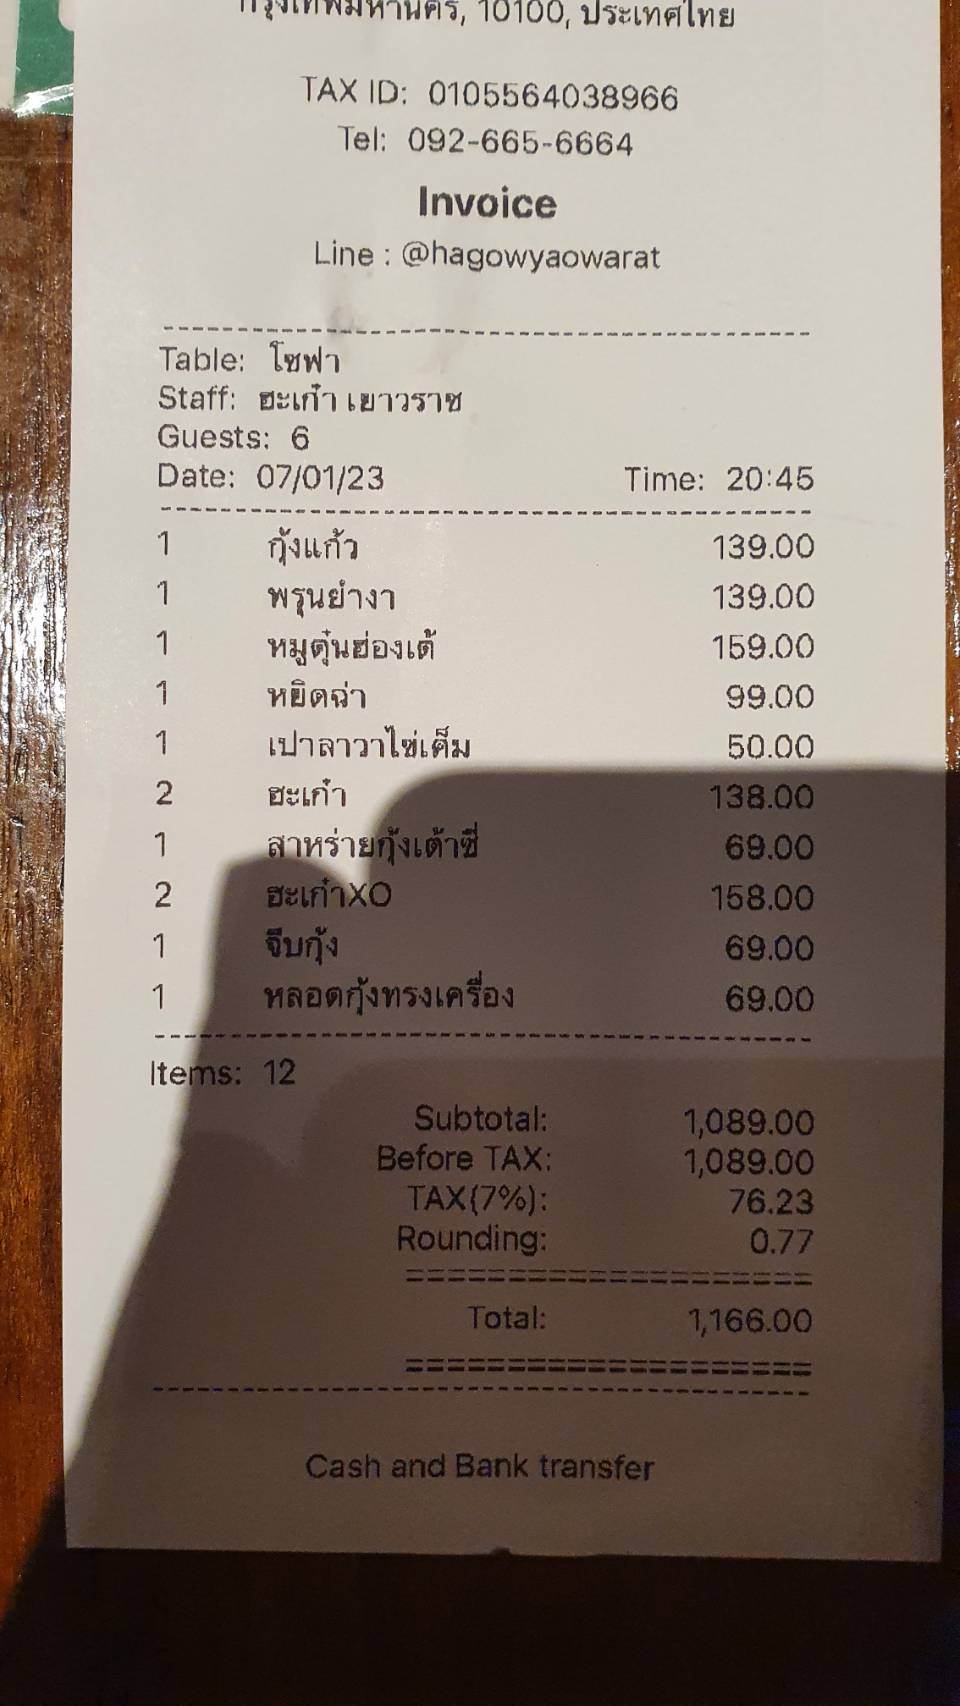 กรุงเทพมหานคร, 10100, ประเทศไทย
TAX ID: 0105564038966
Tel: 092-665-6664
Invoice
Line : @hagowyaowarat
Table: โซฟา
Staff: ฮะเก๋า เยาวราช
Guests: 6
Date: 07/01/23 Time: 20:45
1 กุ้งแก้ว 139.00
1 พรุนยำงา 139.00
1 หมูตุ๋นฮ่องเต้ 159.00
1 หยิดฉ่า 99.00
1 เปาลาวาไข่เค็ม 50.00
2 ฮะเก๋า 138.00
1 สาหร่ายกุ้งเต้าซี่ 69.00
2 ฮะเก๋าXO 158.00
1 จีบกุ้ง 69.00
1 หลอดกุ้งทรงเครื่อง 69.00
Items: 12
Subtotal: 1,089.00
Before TAX: 1,089.00
TAX(7%): 76.23
Rounding: 0.77
Total: 1,166.00
Cash and Bank transfer